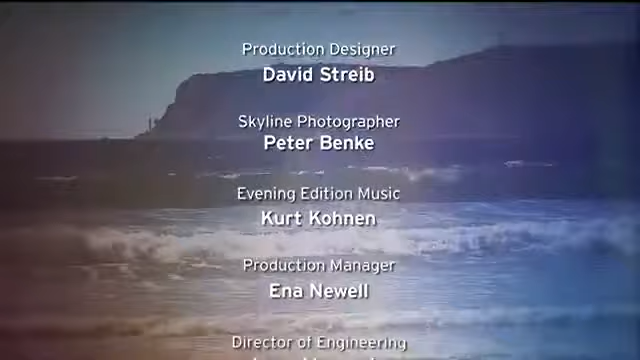 Production Designer
David Streib
Skyline Photographer
Peter Benke
Evening Edition Music
Kurt Kohnen
Production Manager
Ena Newell
Director of Engineering